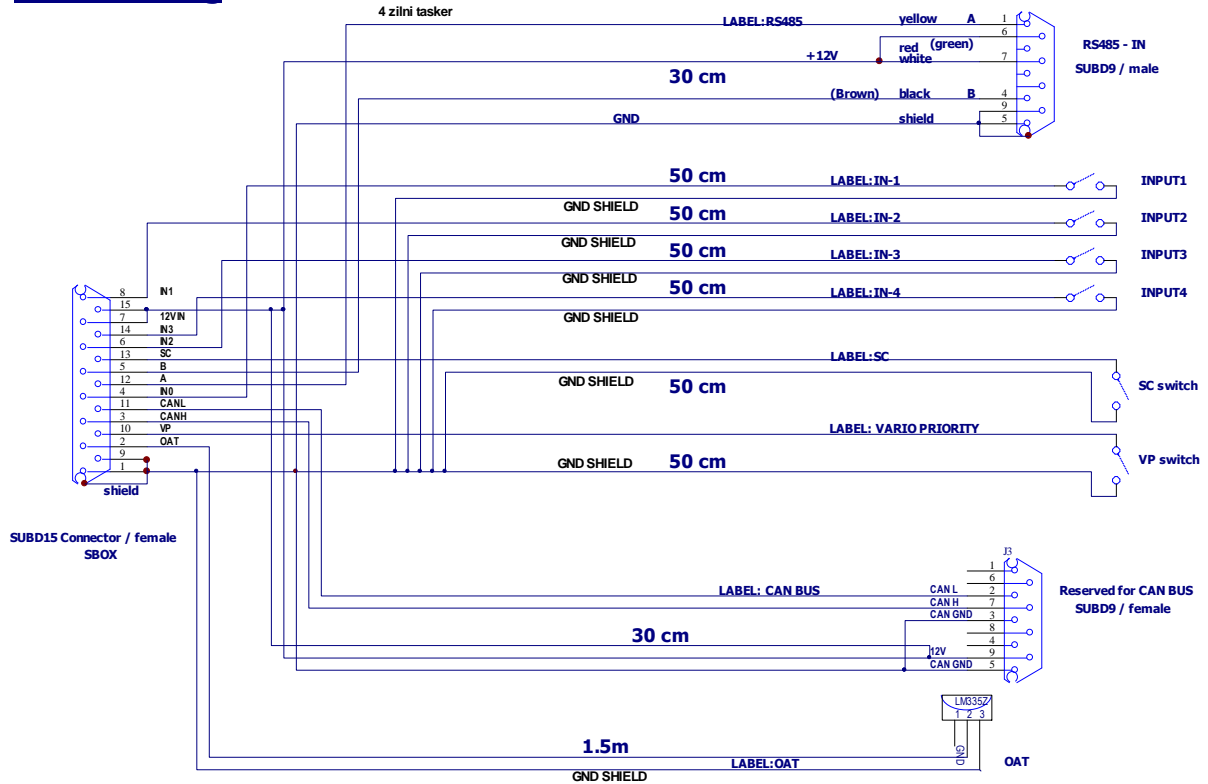 4 zilni tasker
LABEL:RS485 yellow A 1
6
(green)
red
+12V white 7
30 cm
(Brown) black B 4
9
GND shield 5
RS485 - IN
SUBD9 / male
50 cm LABEL:IN-1 INPUT1
GND SHIELD
50 cm LABEL:IN-2 INPUT2
GND SHIELD
50 cm LABEL:IN-3 INPUT3
GND SHIELD
50 cm LABEL:IN-4 INPUT4
GND SHIELD
8 IN1
15
7 12VIN
14 IN3
6 IN2
13 SC
5 B
12 A
4 IN0
11 CANL
3 CANH
10 VP
2 OAT
9
1
shield
SUBD15 Connector / female
SBOX
LABEL:SC
GND SHIELD 50 cm
SC switch
LABEL: VARIO PRIORITY
GND SHIELD 50 cm
VP switch
J3
1
6
LABEL: CAN BUS CAN L 2
CAN H 7
CAN GND 3
8
4
30 cm
12V 9
CAN GND 5
Reserved for CAN BUS
SUBD9 / female
LM335Z
1 2 3
GND
1.5m
LABEL:OAT
OAT
GND SHIELD